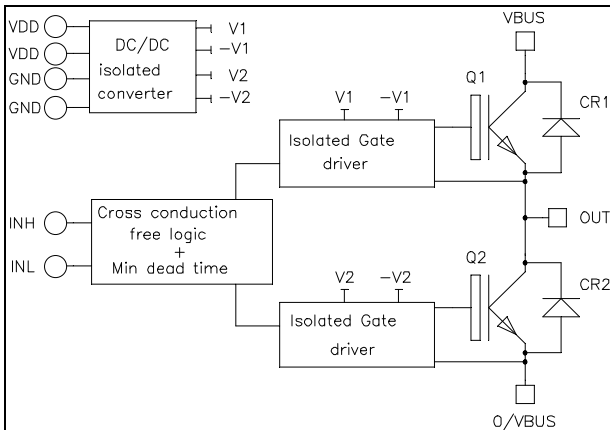 VDD
VDD
GND
GND
DC/DC
isolated
converter
V1
-V1
V2
-V2
VBUS
Q1
CR1
V1 -V1
Isolated Gate
driver
INH
INL
Cross conduction
free logic
+
Min dead time
OUT
Q2
CR2
V2 -V2
Isolated Gate
driver
0/VBUS